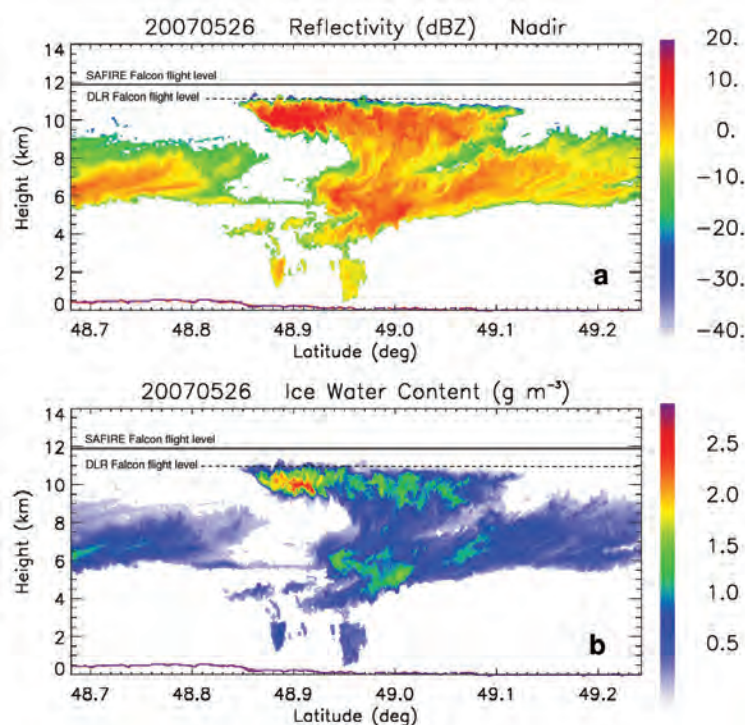 20070526 Reflectivity (dBZ) Nadir
14
12
10
8
6
4
2
0
Height (km)
SAFIRE Falcon flight level
DLR Falcon flight level
a
48.7 48.8 48.9 49.0 49.1 49.2
Latitude (deg)
20.
10.
0.
-10.
-20.
-30.
-40.
20070526 Ice Water Content (g m⁻³)
14
12
10
8
6
4
2
0
Height (km)
SAFIRE Falcon flight level
DLR Falcon flight level
b
48.7 48.8 48.9 49.0 49.1 49.2
Latitude (deg)
2.5
2.0
1.5
1.0
0.5